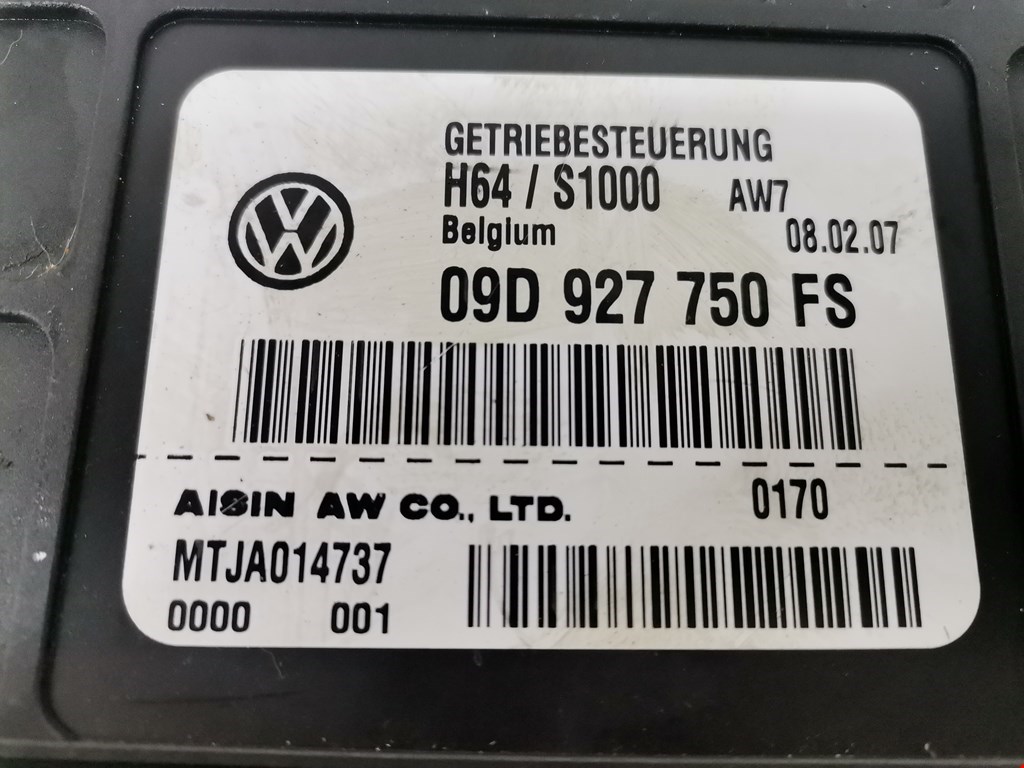 GETRIEBESTEUERUNG
H64 / S1000 AW7
Belgium 08.02.07
09D 927 750 FS
AISIN AW CO., LTD. 0170
MTJA014737
0000 001